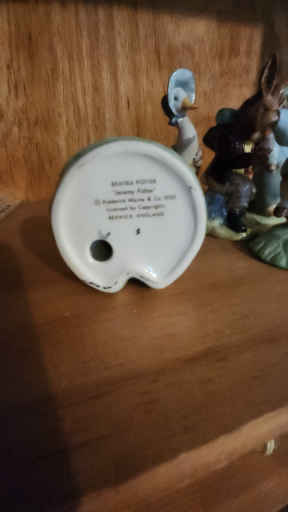 BEATRIX POTTER
"Jeremy Fisher"
© Frederick Warne & Co. 
Licensed by Copyrights
BESWICK ENGLAND